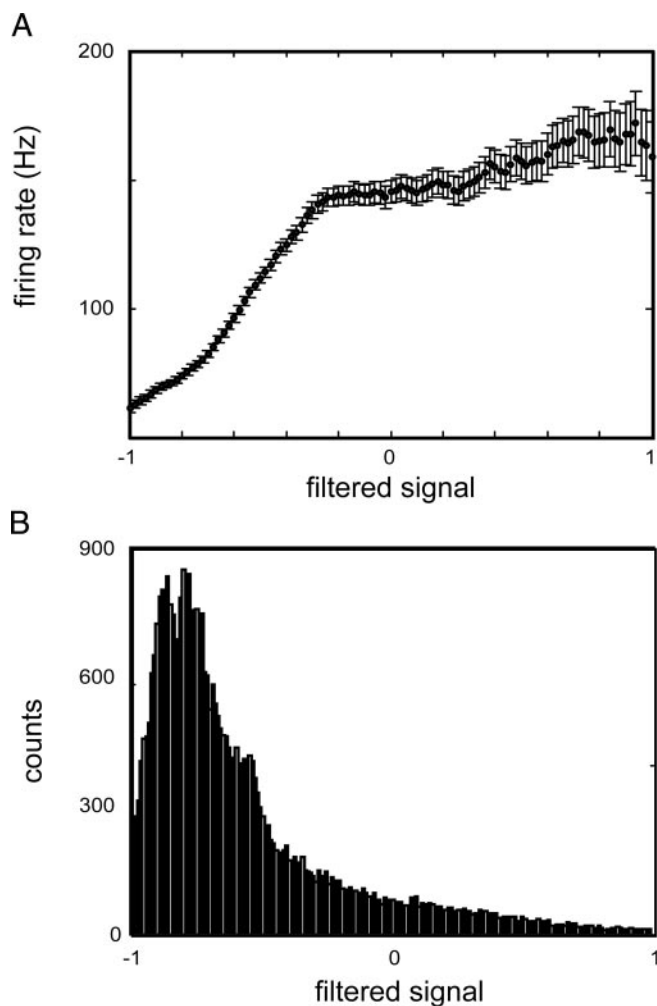 A
200
firing rate (Hz)
100
-1
0
1
filtered signal
B
900
600
counts
300
0
-1
0
1
filtered signal